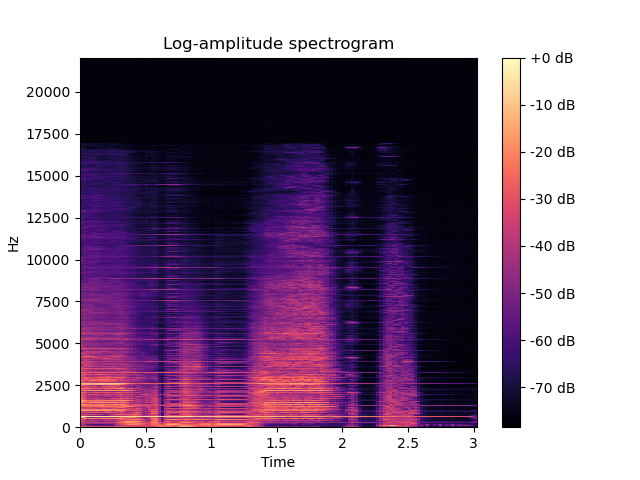 Log-amplitude spectrogram
20000
17500
15000
12500
10000
7500
5000
2500
0
Hz
0 0.5 1 1.5 2 2.5 3
Time
+0 dB
-10 dB
-20 dB
-30 dB
-40 dB
-50 dB
-60 dB
-70 dB